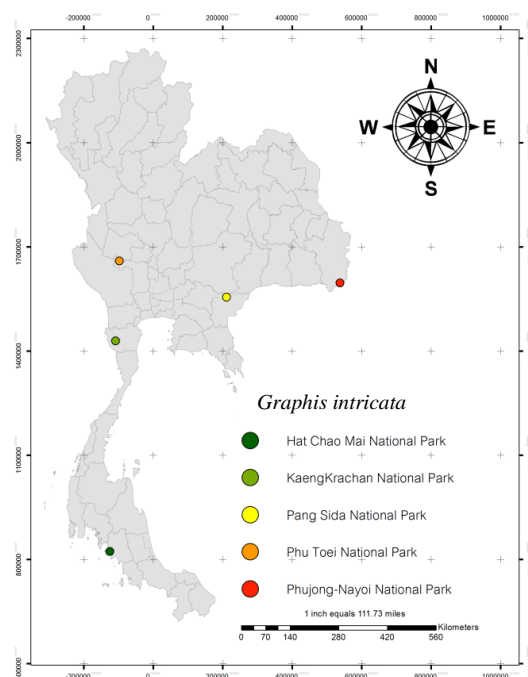 -200000 0 200000 400000 600000 800000 1000000
2300000
2000000
1700000
1400000
1100000
800000
N
W E
S
Graphis intricata
Hat Chao Mai National Park
KaengKrachan National Park
Pang Sida National Park
Phu Toei National Park
Phujong-Nayoi National Park
1 inch equals 111.73 miles
Kilometers
0 70 140 280 420 560
-200000 0 200000 400000 600000 800000 1000000